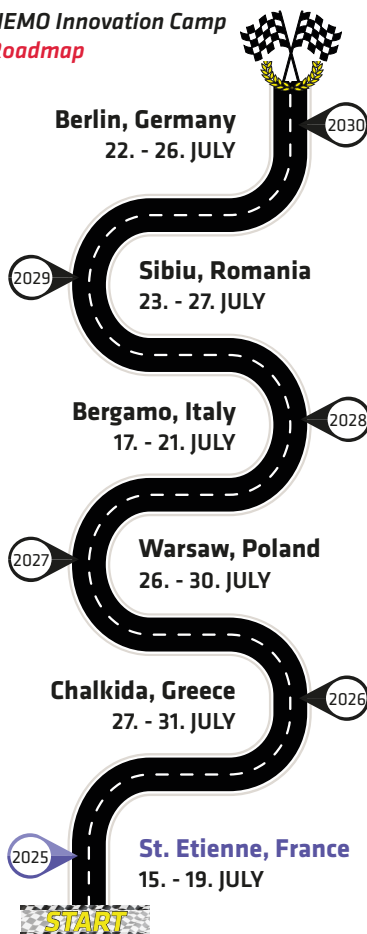 NEMO Innovation Camp
Roadmap
Berlin, Germany
22. - 26. JULY
2030
2029
Sibiu, Romania
23. - 27. JULY
Bergamo, Italy
17. - 21. JULY
2028
2027
Warsaw, Poland
26. - 30. JULY
Chalkida, Greece
27. - 31. JULY
2026
2025
St. Etienne, France
15. - 19. JULY
START